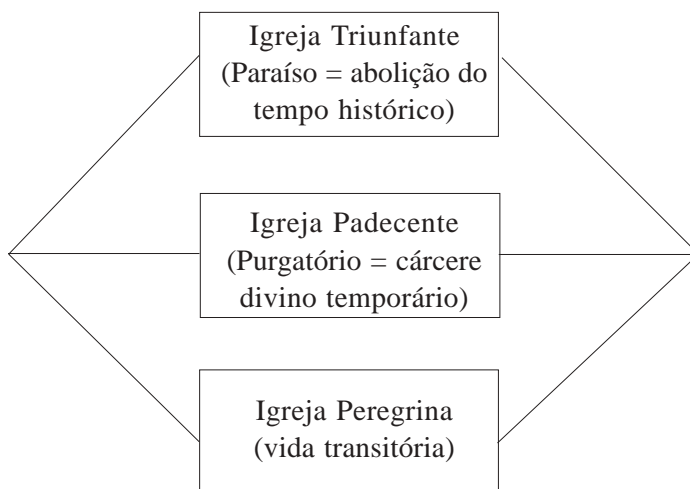 Igreja Triunfante
(Paraíso = abolição do
tempo histórico)
Igreja Padecente
(Purgatório = cárcere
divino temporário)
Igreja Peregrina
(vida transitória)